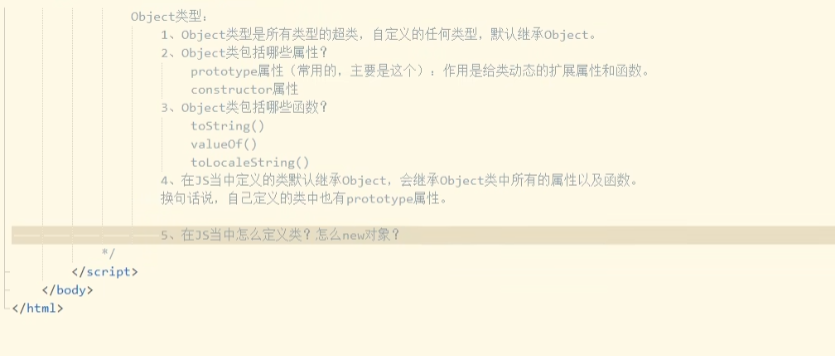 Object类型：
1、Object类型是所有类型的超类，自定义的任何类型，默认继承Object。
2、Object类包括哪些属性？
prototype属性（常用的，主要是这个）：作用是给类动态的扩展属性和函数。
constructor属性
3、Object类包括哪些函数？
toString()
valueOf()
toLocaleString()
4、在JS当中定义的类默认继承Object，会继承Object类中所有的属性以及函数。
换句话说，自己定义的类中也有prototype属性。
5、在JS当中怎么定义类？怎么new对象？
*/
</script>
</body>
</html>